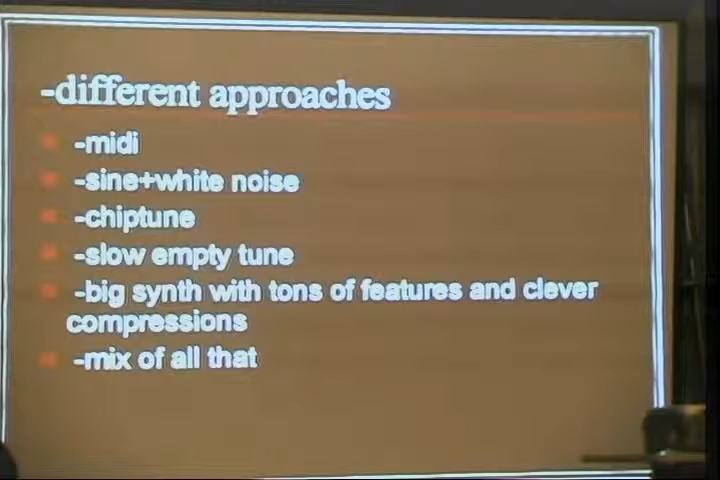 -different approaches
-midi
-sine+white noise
-chiptune
-slow empty tune
-big synth with tons of features and clever
compressions
-mix of all that